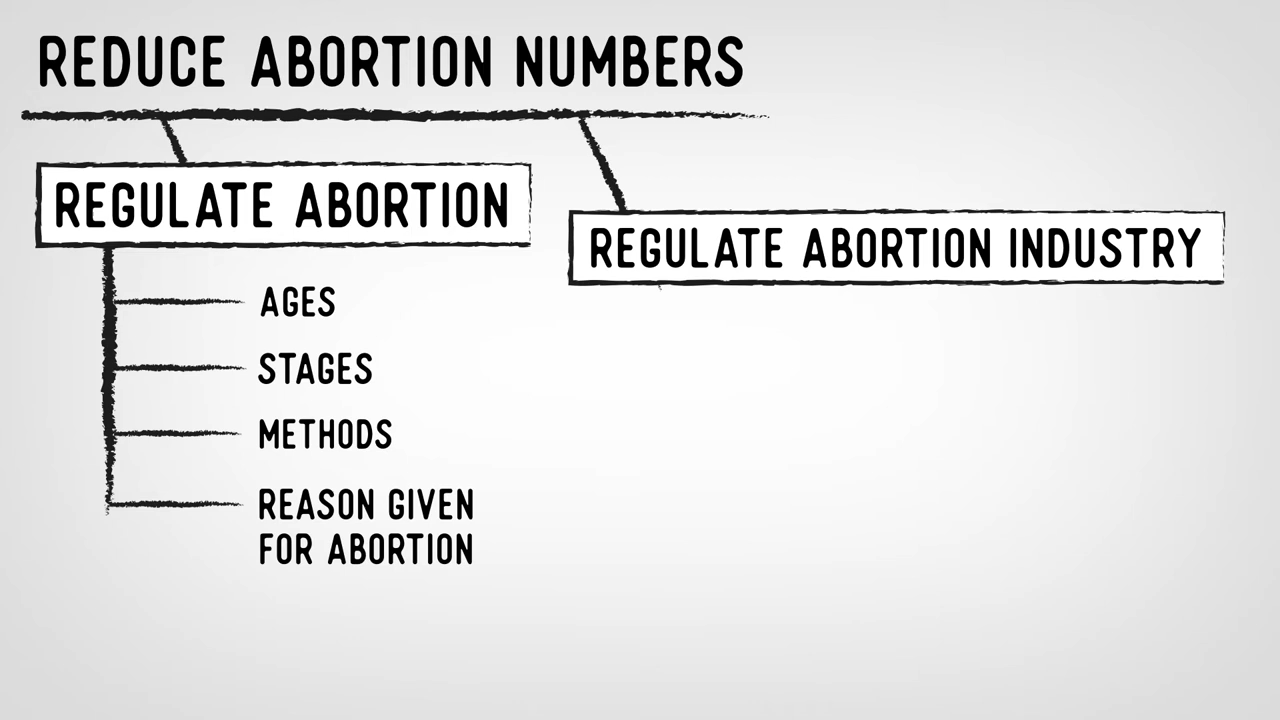 REDUCE ABORTION NUMBERS
REGULATE ABORTION
REGULATE ABORTION INDUSTRY
AGES
STAGES
METHODS
REASON GIVEN
FOR ABORTION